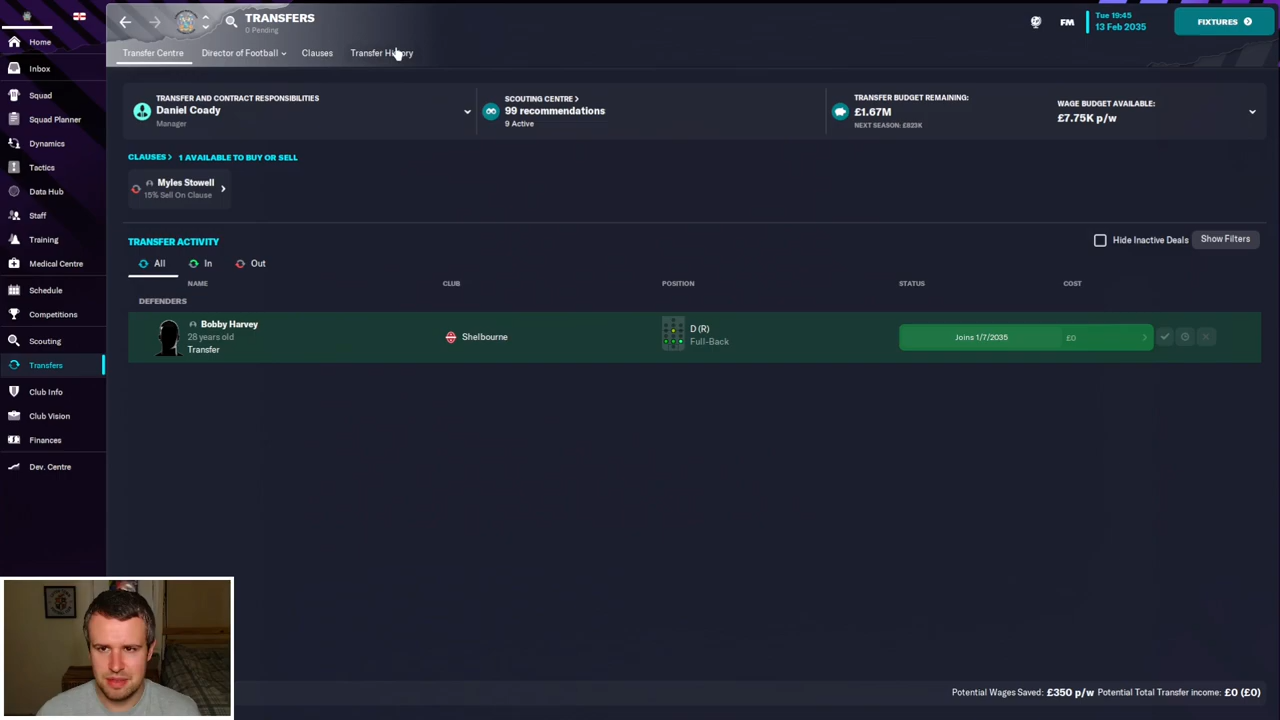 TRANSFERS
0 Pending
FM
Tue 19:45
13 Feb 2035
FIXTURES
Transfer Centre
Director of Football
Clauses
Transfer History
Home
Inbox
Squad
Squad Planner
Dynamics
Tactics
Data Hub
Staff
Training
Medical Centre
Schedule
Competitions
Scouting
Transfers
Club Info
Club Vision
Finances
Dev. Centre
TRANSFER AND CONTRACT RESPONSIBILITIES
Daniel Coady
Manager
SCOUTING CENTRE >
99 recommendations
9 Active
TRANSFER BUDGET REMAINING:
£1.67M
NEXT SEASON: £823K
WAGE BUDGET AVAILABLE:
£7.75K p/w
CLAUSES > 1 AVAILABLE TO BUY OR SELL
Myles Stowell
15% Sell On Clause
TRANSFER ACTIVITY
Hide Inactive Deals
Show Filters
All
In
Out
NAME CLUB POSITION STATUS COST
DEFENDERS
Bobby Harvey
28 years old
Transfer
Shelbourne
D (R)
Full-Back
Joins 1/7/2035
£0
Potential Wages Saved: £350 p/w Potential Total Transfer income: £0 (£0)